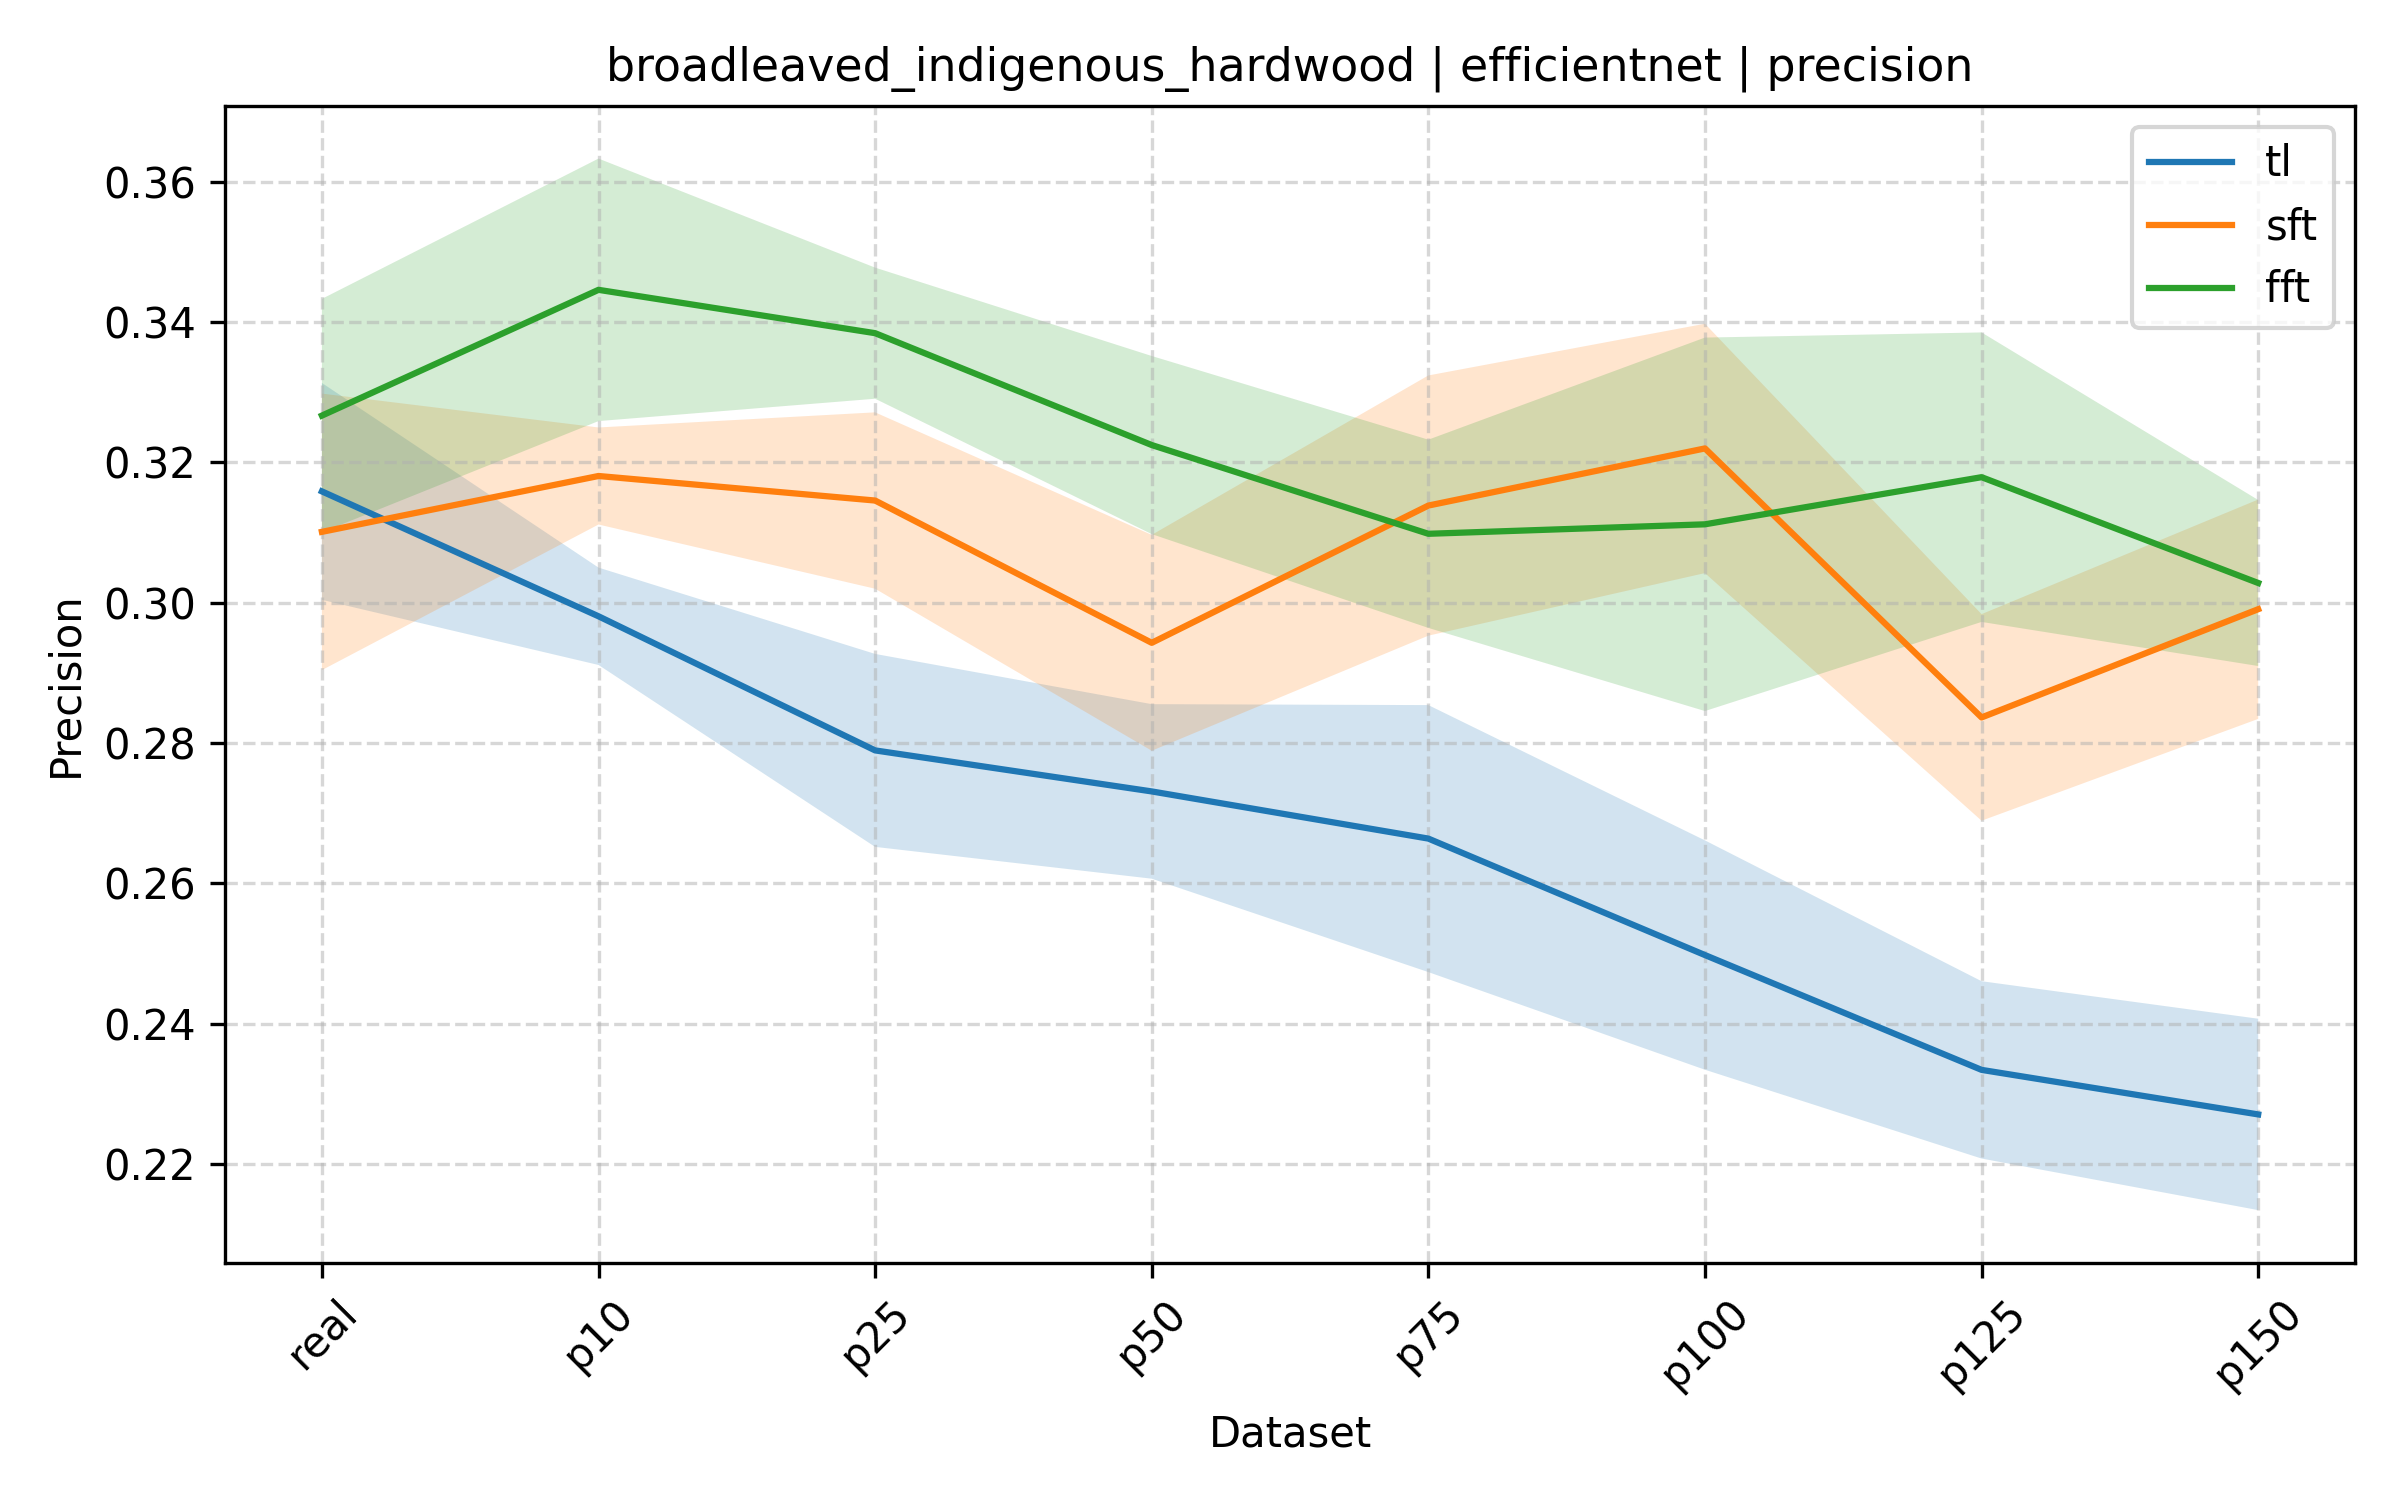 broadleaved_indigenous_hardwood | efficientnet | precision
tl
sft
fft
0.36
0.34
0.32
0.30
0.28
0.26
0.24
0.22
Precision
real
p10
p25
p50
p75
p100
p125
p150
Dataset